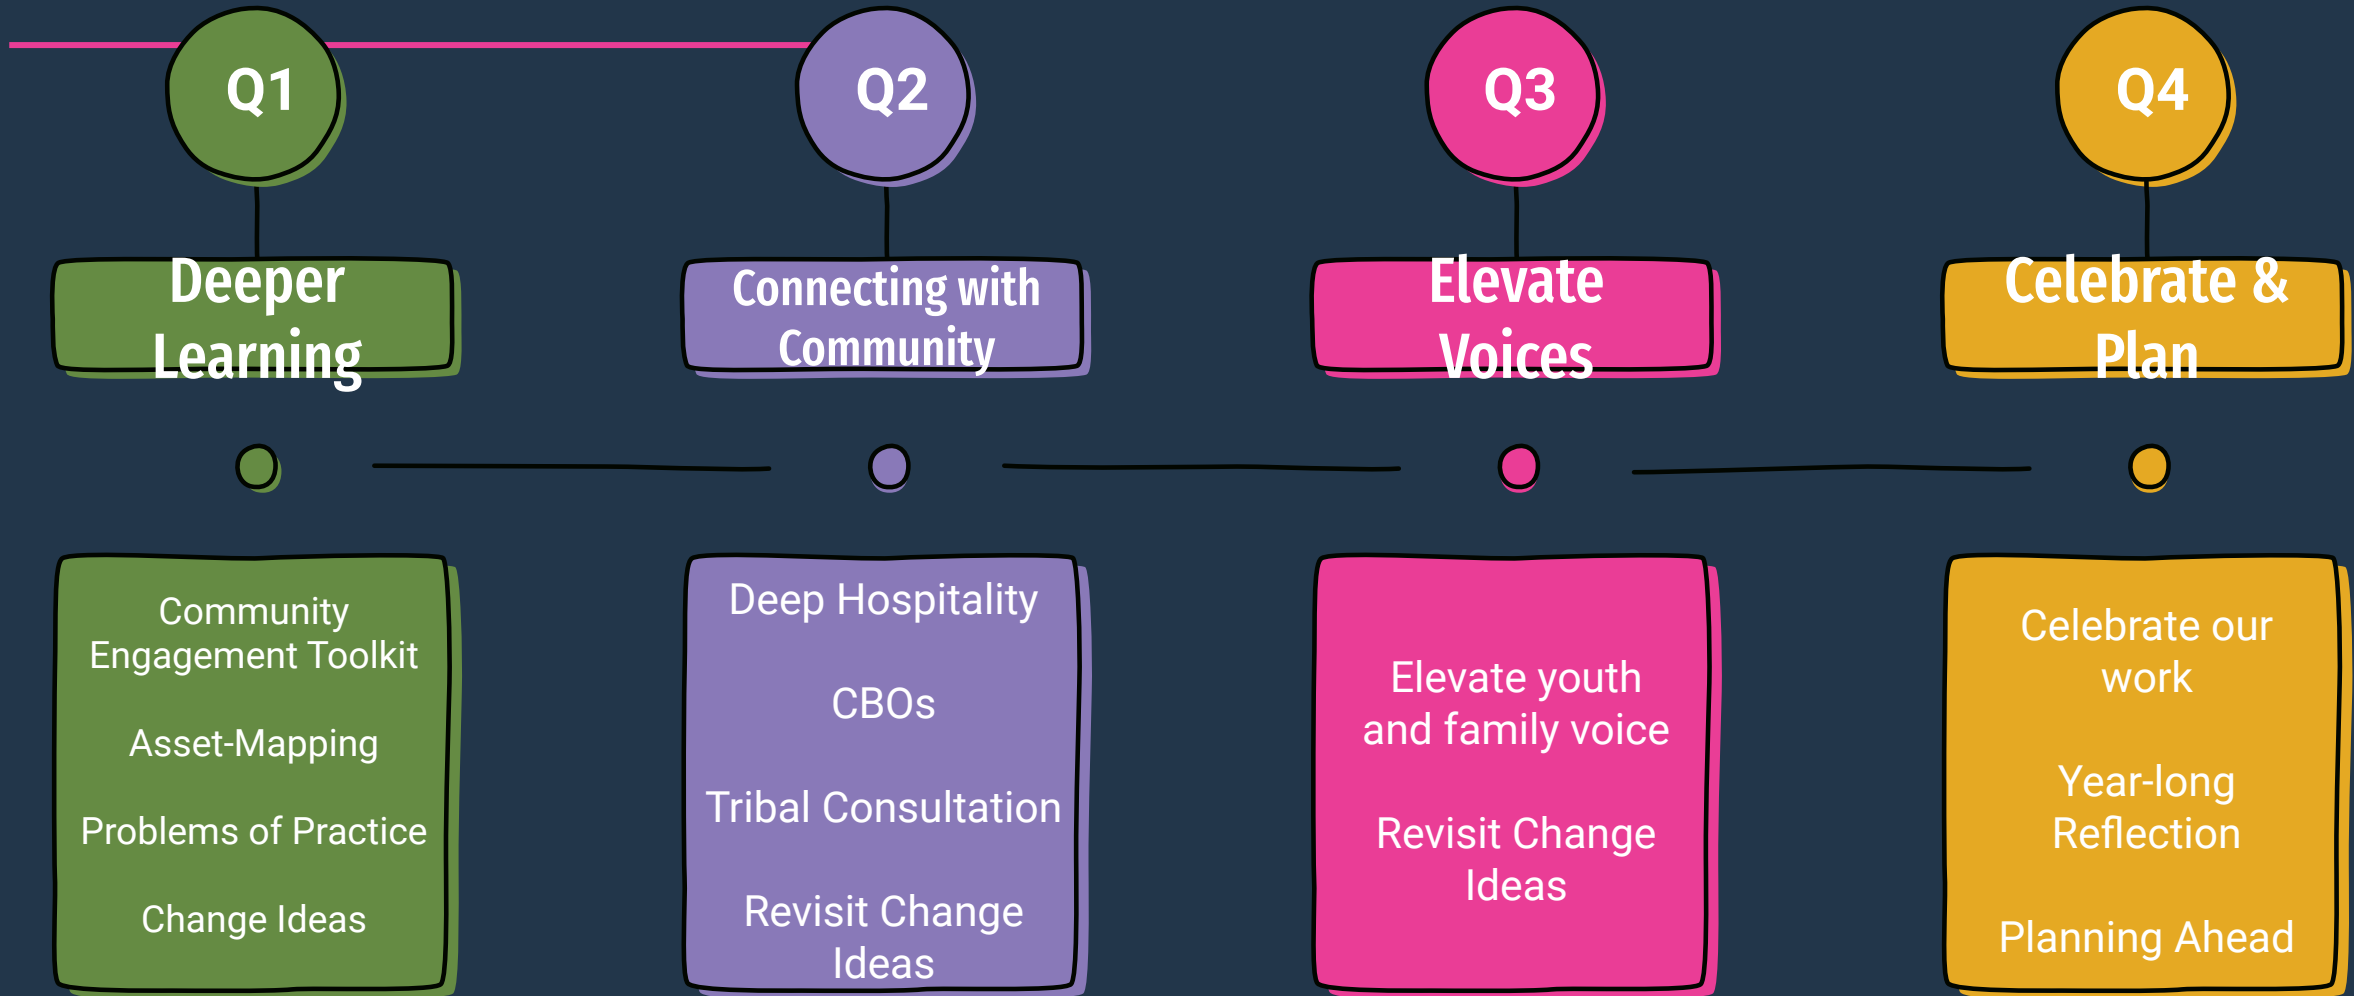 Q1
Deeper
Learning
Community
Engagement Toolkit
Asset-Mapping
Problems of Practice
Change Ideas
Q2
Connecting with
Community
Deep Hospitality
CBOs
Tribal Consultation
Revisit Change
Ideas
Q3
Elevate
Voices
Elevate youth
and family voice
Revisit Change
Ideas
Q4
Celebrate &
Plan
Celebrate our
work
Year-long
Reflection
Planning Ahead